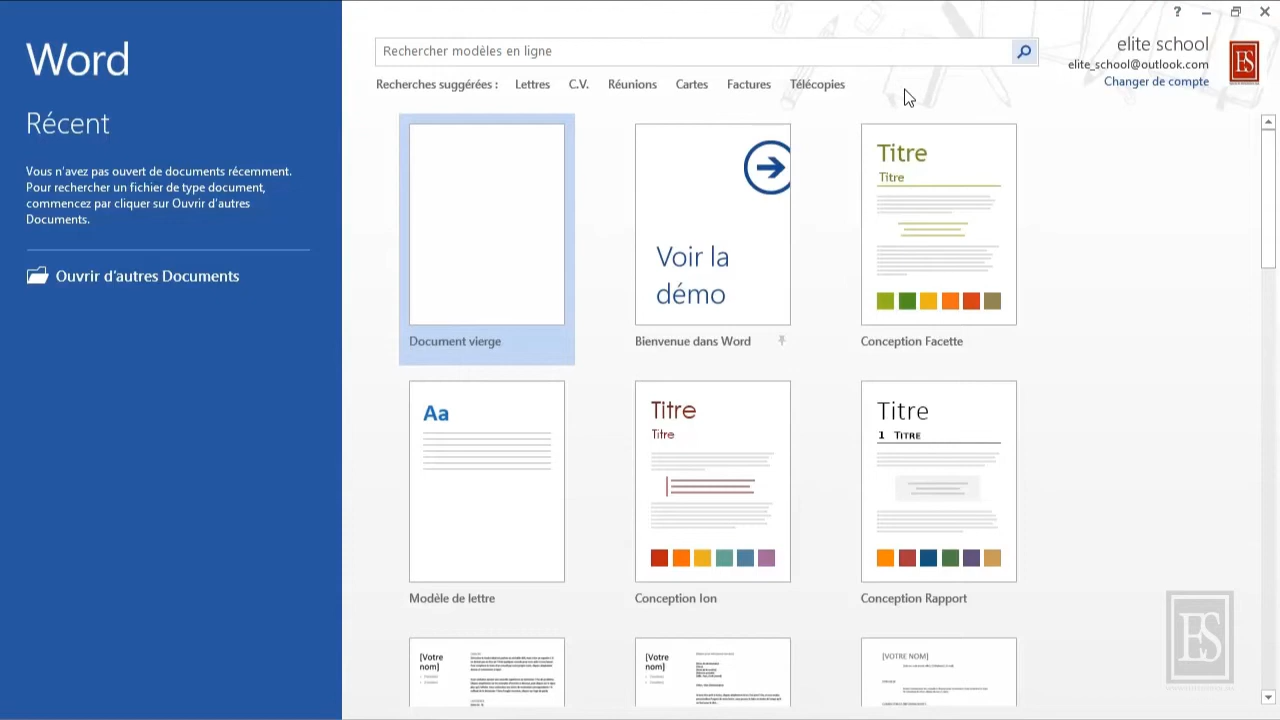 Word
Récent
Vous n'avez pas ouvert de documents récemment.
Pour rechercher un fichier de type document,
commencez par cliquer sur Ouvrir d'autres
Documents.
Ouvrir d'autres Documents
?
Rechercher modèles en ligne
elite school
elite_school@outlook.com
Changer de compte
ES
Recherches suggérées :
Lettres
C.V.
Réunions
Cartes
Factures
Télécopies
Document vierge
Voir la
démo
Bienvenue dans Word
Titre
Titre
Conception Facette
Aa
Modèle de lettre
Titre
Titre
Conception Ion
Titre
1 TITRE
Conception Rapport
[Votre
nom]
[Votre
nom]
[VOTRE NOM]
ES